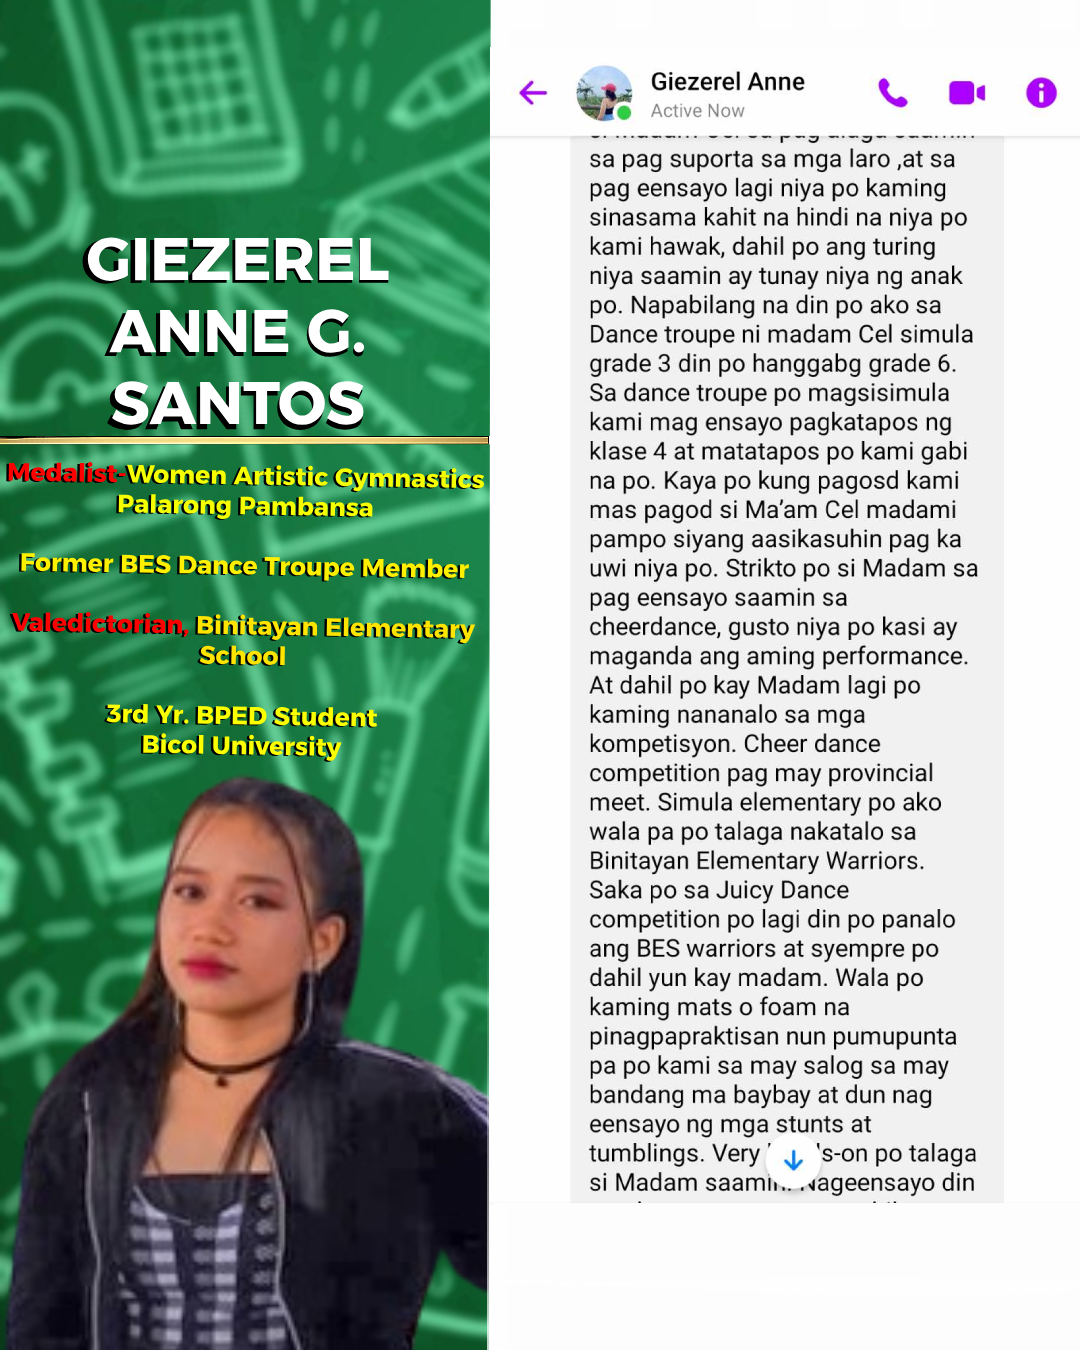 GIEZEREL
ANNE G.
SANTOS
Medalist-Women Artistic Gymnastics
Palarong Pambansa
Former BES Dance Troupe Member
Valedictorian, Binitayan Elementary
School
3rd Yr. BPED Student
Bicol University
Giezerel Anne
Active Now
sa pag suporta sa mga laro ,at sa
pag eensayo lagi niya po kaming
sinasama kahit na hindi na niya po
kami hawak, dahil po ang turing
niya saamin ay tunay niya ng anak
po. Napabilang na din po ako sa
Dance troupe ni madam Cel simula
grade 3 din po hanggabg grade 6.
Sa dance troupe po magsisimula
kami mag ensayo pagkatapos ng
klase 4 at matatapos po kami gabi
na po. Kaya po kung pagosd kami
mas pagod si Ma'am Cel madami
pampo siyang aasikasuhin pag ka
uwi niya po. Strikto po si Madam sa
pag eensayo saamin sa
cheerdance, gusto niya po kasi ay
maganda ang aming performance.
At dahil po kay Madam lagi po
kaming nananalo sa mga
kompetisyon. Cheer dance
competition pag may provincial
meet. Simula elementary po ako
wala pa po talaga nakatalo sa
Binitayan Elementary Warriors.
Saka po sa Juicy Dance
competition po lagi din po panalo
ang BES warriors at syempre po
dahil yun kay madam. Wala po
kaming mats o foam na
pinagpapraktisan nun pumupunta
pa po kami sa may salog sa may
bandang ma baybay at dun nag
eensayo ng mga stunts at
tumblings. Very po talaga
si Madam saamin. Nageensayo din